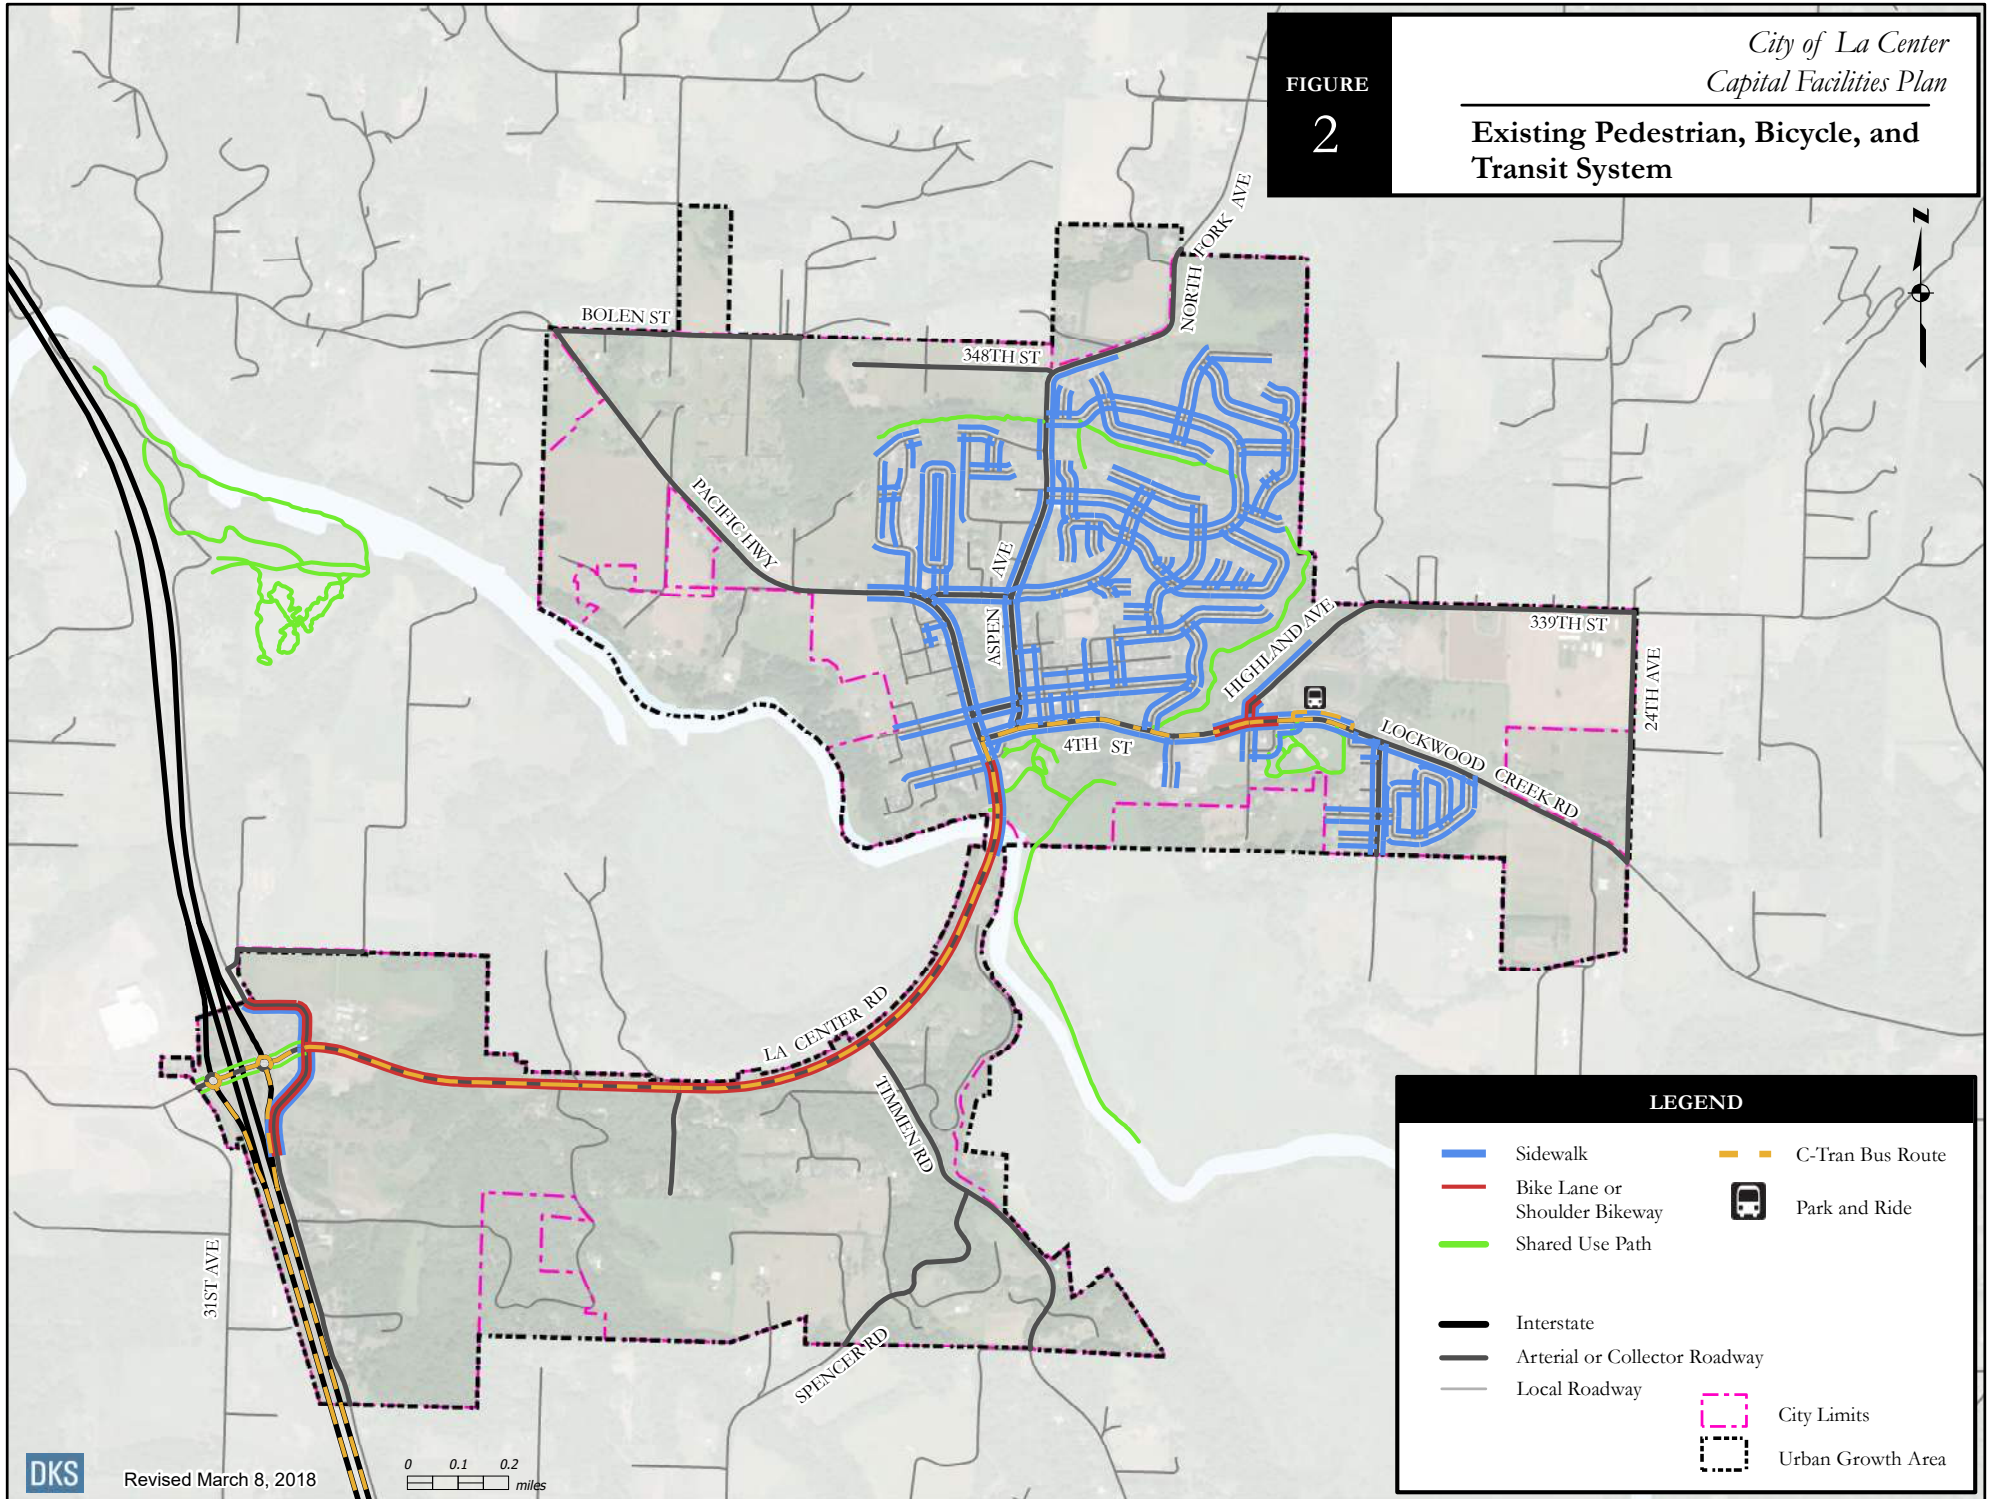 FIGURE
2
City of La Center
Capital Facilities Plan
Existing Pedestrian, Bicycle, and
Transit System
N
NORTH FORK AVE
BOLEN ST
348TH ST
PACIFIC HWY
ASPEN AVE
HIGHLAND AVE
339TH ST
24TH AVE
4TH ST
LOCKWOOD CREEK RD
LA CENTER RD
TIMMEN RD
31ST AVE
SPENCER RD
LEGEND
Sidewalk
Bike Lane or
Shoulder Bikeway
Shared Use Path
C-Tran Bus Route
Park and Ride
Interstate
Arterial or Collector Roadway
Local Roadway
City Limits
Urban Growth Area
DKS
Revised March 8, 2018
0 0.1 0.2
miles